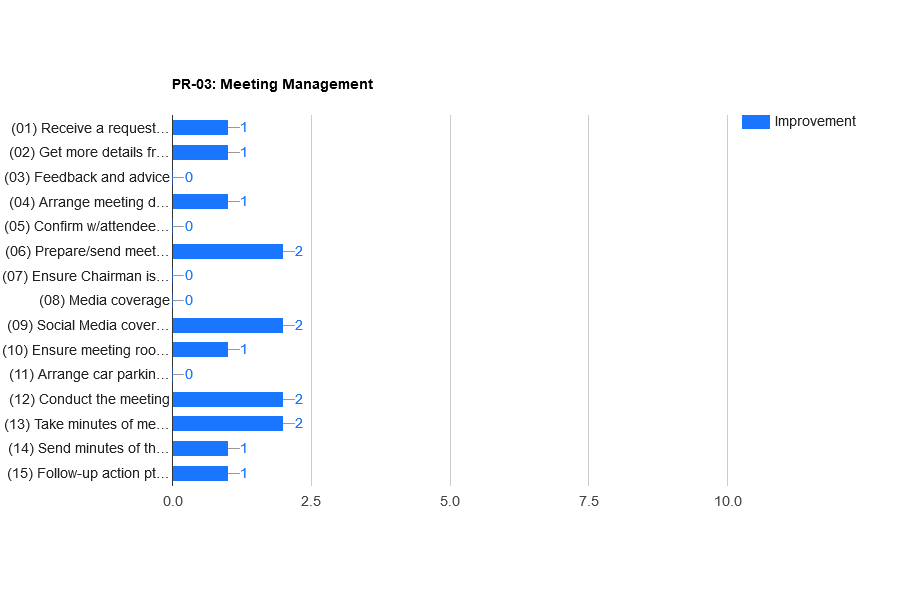 PR-03: Meeting Management
Improvement
(01) Receive a request... 1
(02) Get more details fr... 1
(03) Feedback and advice 0
(04) Arrange meeting d... 1
(05) Confirm w/attendee... 0
(06) Prepare/send meet... 2
(07) Ensure Chairman is... 0
(08) Media coverage 0
(09) Social Media cover... 2
(10) Ensure meeting roo... 1
(11) Arrange car parkin... 0
(12) Conduct the meeting 2
(13) Take minutes of me... 2
(14) Send minutes of th... 1
(15) Follow-up action pt... 1
0.0 2.5 5.0 7.5 10.0